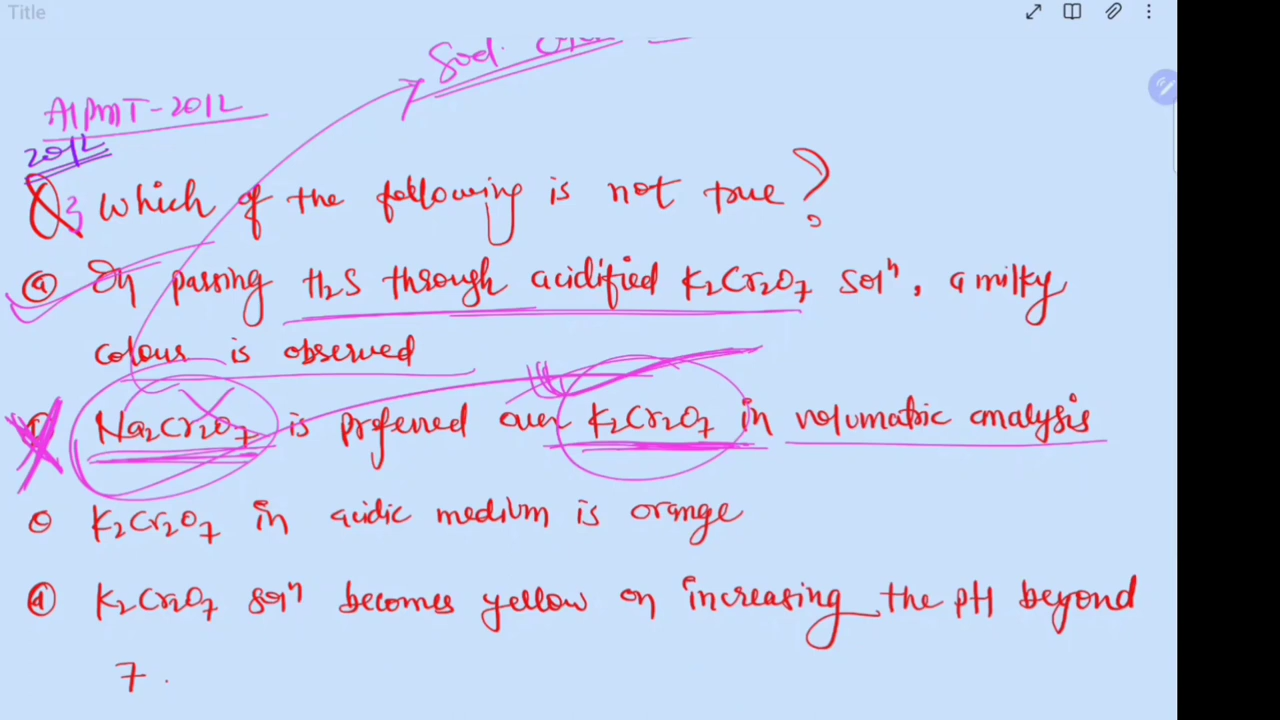 Title
Sod.
AIPMT-2012
2012
Q3 Which of the following is not true?
(a) On passing H2S through acidified K2Cr2O7 solⁿ, a milky
colour is observed
Na2Cr2O7 is preferred over K2Cr2O7 in volumatric analysis
c K2Cr2O7 in acidic medium is orange
(d) K2Cr2O7 solⁿ becomes yellow on increasing the pH beyond
7.